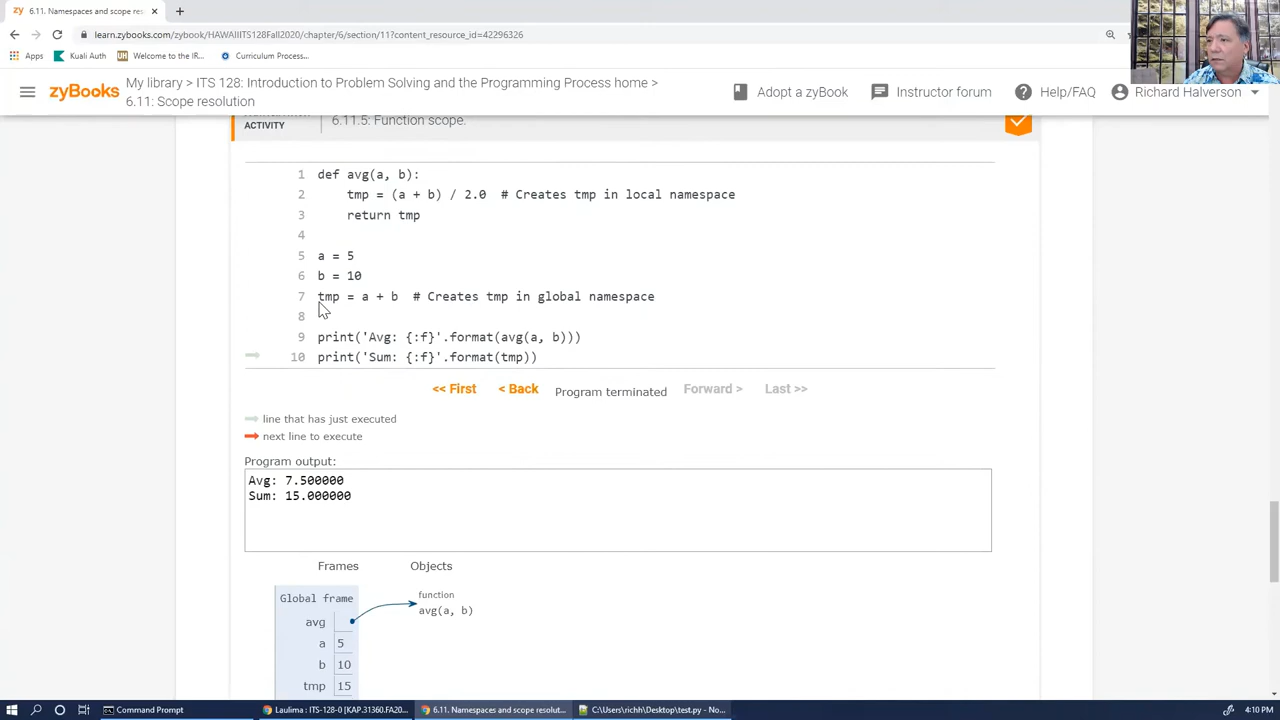 6.11. Namespaces and scope res
learn.zybooks.com/zybook/HAWAIIITS128Fall2020/chapter/6/section/11?content_resource_id=42296326
Apps
Kuali Auth
Welcome to the IR...
Curriculum Process...
zyBooks
My library > ITS 128: Introduction to Problem Solving and the Programming Process home >
6.11: Scope resolution
Adopt a zyBook
Instructor forum
Help/FAQ
Richard Halverson
ACTIVITY
6.11.5: Function scope.
1 def avg(a, b):
2 tmp = (a + b) / 2.0 # Creates tmp in local namespace
3 return tmp
4
5 a = 5
6 b = 10
7 tmp = a + b # Creates tmp in global namespace
8
9 print('Avg: {:f}'.format(avg(a, b)))
10 print('Sum: {:f}'.format(tmp))
<< First
< Back
Program terminated
Forward >
Last >>
line that has just executed
next line to execute
Program output:
Avg: 7.500000
Sum: 15.000000
Frames
Objects
Global frame
function
avg(a, b)
avg
a 5
b 10
tmp 15
Command Prompt
Laulima : ITS-128-0 [KAP.31360.FA20...
6.11. Namespaces and scope resolut...
C:\Users\richh\Desktop\test.py - No...
4:10 PM